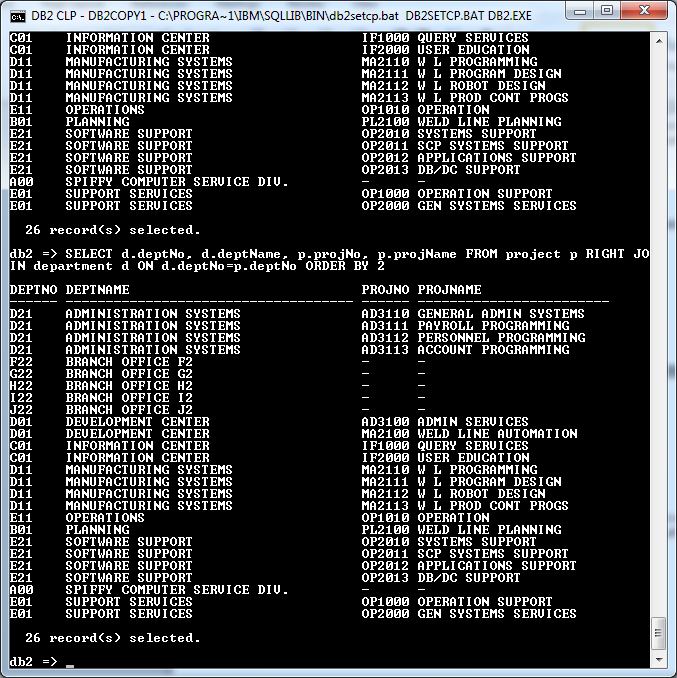 DB2 CLP - DB2COPY1 - C:\PROGRA~1\IBM\SQLLIB\BIN\db2setcp.bat  DB2SETCP.BAT DB2.EXE
C01    INFORMATION CENTER                   IF1000 QUERY SERVICES
C01    INFORMATION CENTER                   IF2000 USER EDUCATION
D11    MANUFACTURING SYSTEMS                MA2110 W L PROGRAMMING
D11    MANUFACTURING SYSTEMS                MA2111 W L PROGRAM DESIGN
D11    MANUFACTURING SYSTEMS                MA2112 W L ROBOT DESIGN
D11    MANUFACTURING SYSTEMS                MA2113 W L PROD CONT PROGS
E11    OPERATIONS                           OP1010 OPERATION
B01    PLANNING                             PL2100 WELD LINE PLANNING
E21    SOFTWARE SUPPORT                     OP2010 SYSTEMS SUPPORT
E21    SOFTWARE SUPPORT                     OP2011 SCP SYSTEMS SUPPORT
E21    SOFTWARE SUPPORT                     OP2012 APPLICATIONS SUPPORT
E21    SOFTWARE SUPPORT                     OP2013 DB/DC SUPPORT
A00    SPIFFY COMPUTER SERVICE DIV.         -      -
E01    SUPPORT SERVICES                     OP1000 OPERATION SUPPORT
E01    SUPPORT SERVICES                     OP2000 GEN SYSTEMS SERVICES
  26 record(s) selected.
db2 => SELECT d.deptNo, d.deptName, p.projNo, p.projName FROM project p RIGHT JO
IN department d ON d.deptNo=p.deptNo ORDER BY 2
DEPTNO DEPTNAME                             PROJNO PROJNAME
------ ------------------------------------ ------ ------------------------
D21    ADMINISTRATION SYSTEMS               AD3110 GENERAL ADMIN SYSTEMS
D21    ADMINISTRATION SYSTEMS               AD3111 PAYROLL PROGRAMMING
D21    ADMINISTRATION SYSTEMS               AD3112 PERSONNEL PROGRAMMING
D21    ADMINISTRATION SYSTEMS               AD3113 ACCOUNT PROGRAMMING
F22    BRANCH OFFICE F2                     -      -
G22    BRANCH OFFICE G2                     -      -
H22    BRANCH OFFICE H2                     -      -
I22    BRANCH OFFICE I2                     -      -
J22    BRANCH OFFICE J2                     -      -
D01    DEVELOPMENT CENTER                   AD3100 ADMIN SERVICES
D01    DEVELOPMENT CENTER                   MA2100 WELD LINE AUTOMATION
C01    INFORMATION CENTER                   IF1000 QUERY SERVICES
C01    INFORMATION CENTER                   IF2000 USER EDUCATION
D11    MANUFACTURING SYSTEMS                MA2110 W L PROGRAMMING
D11    MANUFACTURING SYSTEMS                MA2111 W L PROGRAM DESIGN
D11    MANUFACTURING SYSTEMS                MA2112 W L ROBOT DESIGN
D11    MANUFACTURING SYSTEMS                MA2113 W L PROD CONT PROGS
E11    OPERATIONS                           OP1010 OPERATION
B01    PLANNING                             PL2100 WELD LINE PLANNING
E21    SOFTWARE SUPPORT                     OP2010 SYSTEMS SUPPORT
E21    SOFTWARE SUPPORT                     OP2011 SCP SYSTEMS SUPPORT
E21    SOFTWARE SUPPORT                     OP2012 APPLICATIONS SUPPORT
E21    SOFTWARE SUPPORT                     OP2013 DB/DC SUPPORT
A00    SPIFFY COMPUTER SERVICE DIV.         -      -
E01    SUPPORT SERVICES                     OP1000 OPERATION SUPPORT
E01    SUPPORT SERVICES                     OP2000 GEN SYSTEMS SERVICES
  26 record(s) selected.
db2 => _